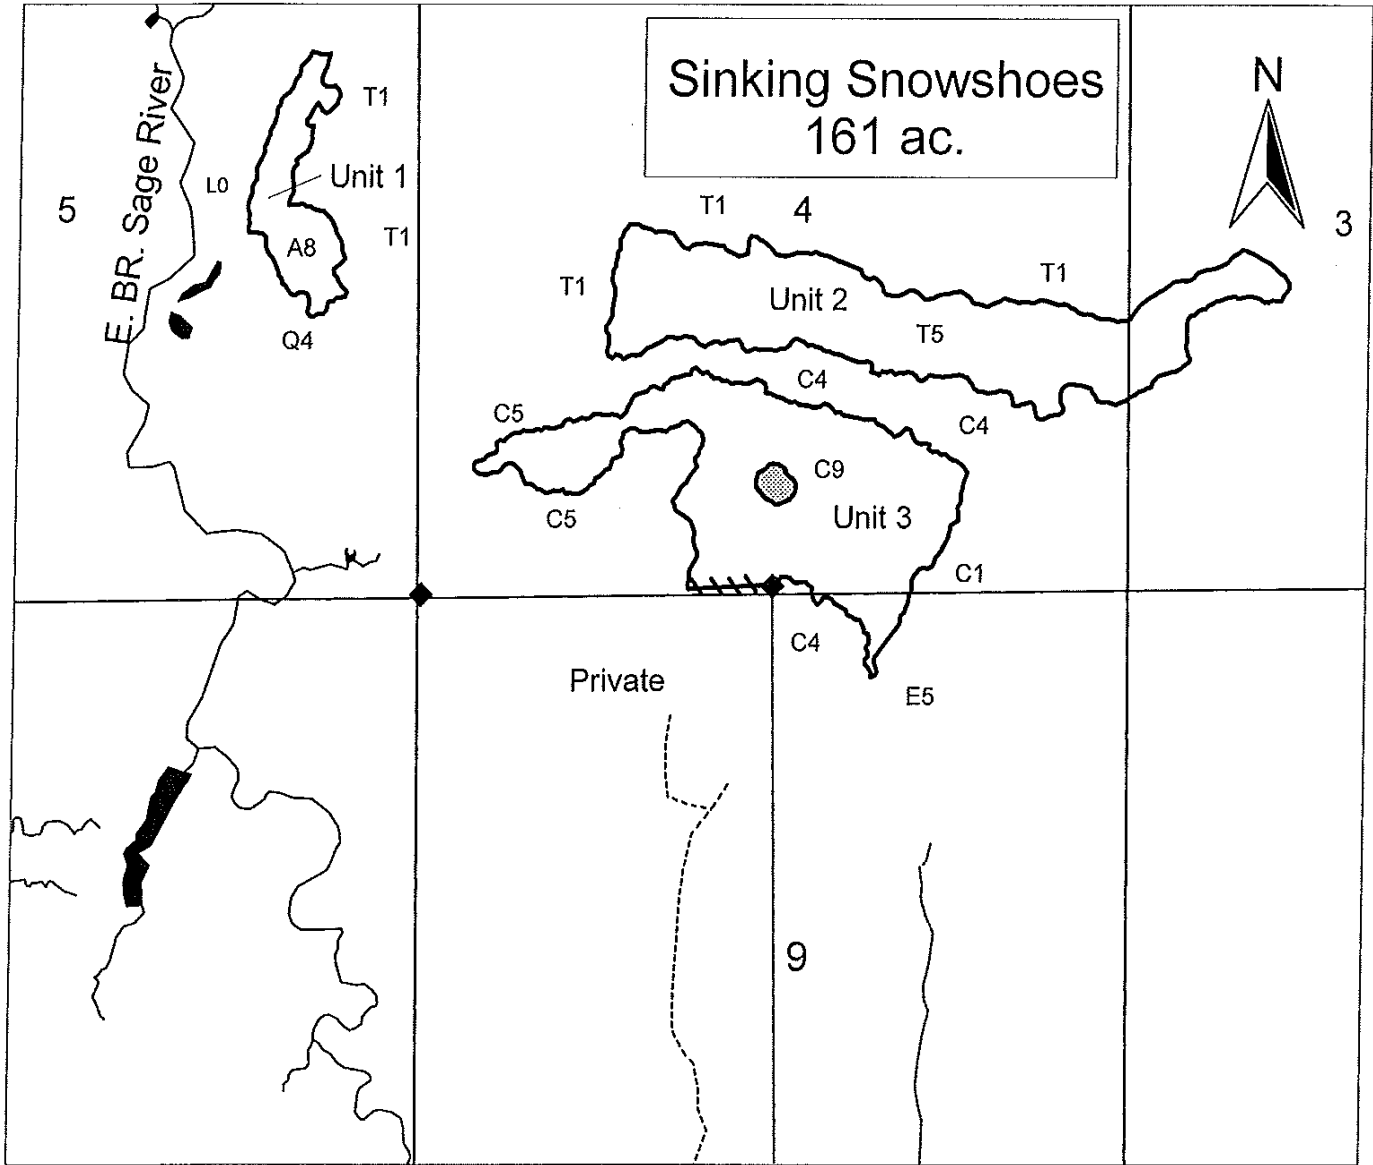 Sinking Snowshoes
161 ac.
N
E. BR. Sage River
T1
L0
Unit 1
5
T1
4
3
A8
T1
T1
Unit 2
T1
Q4
T5
C4
C5
C4
C9
C5
Unit 3
C1
C4
Private
E5
9